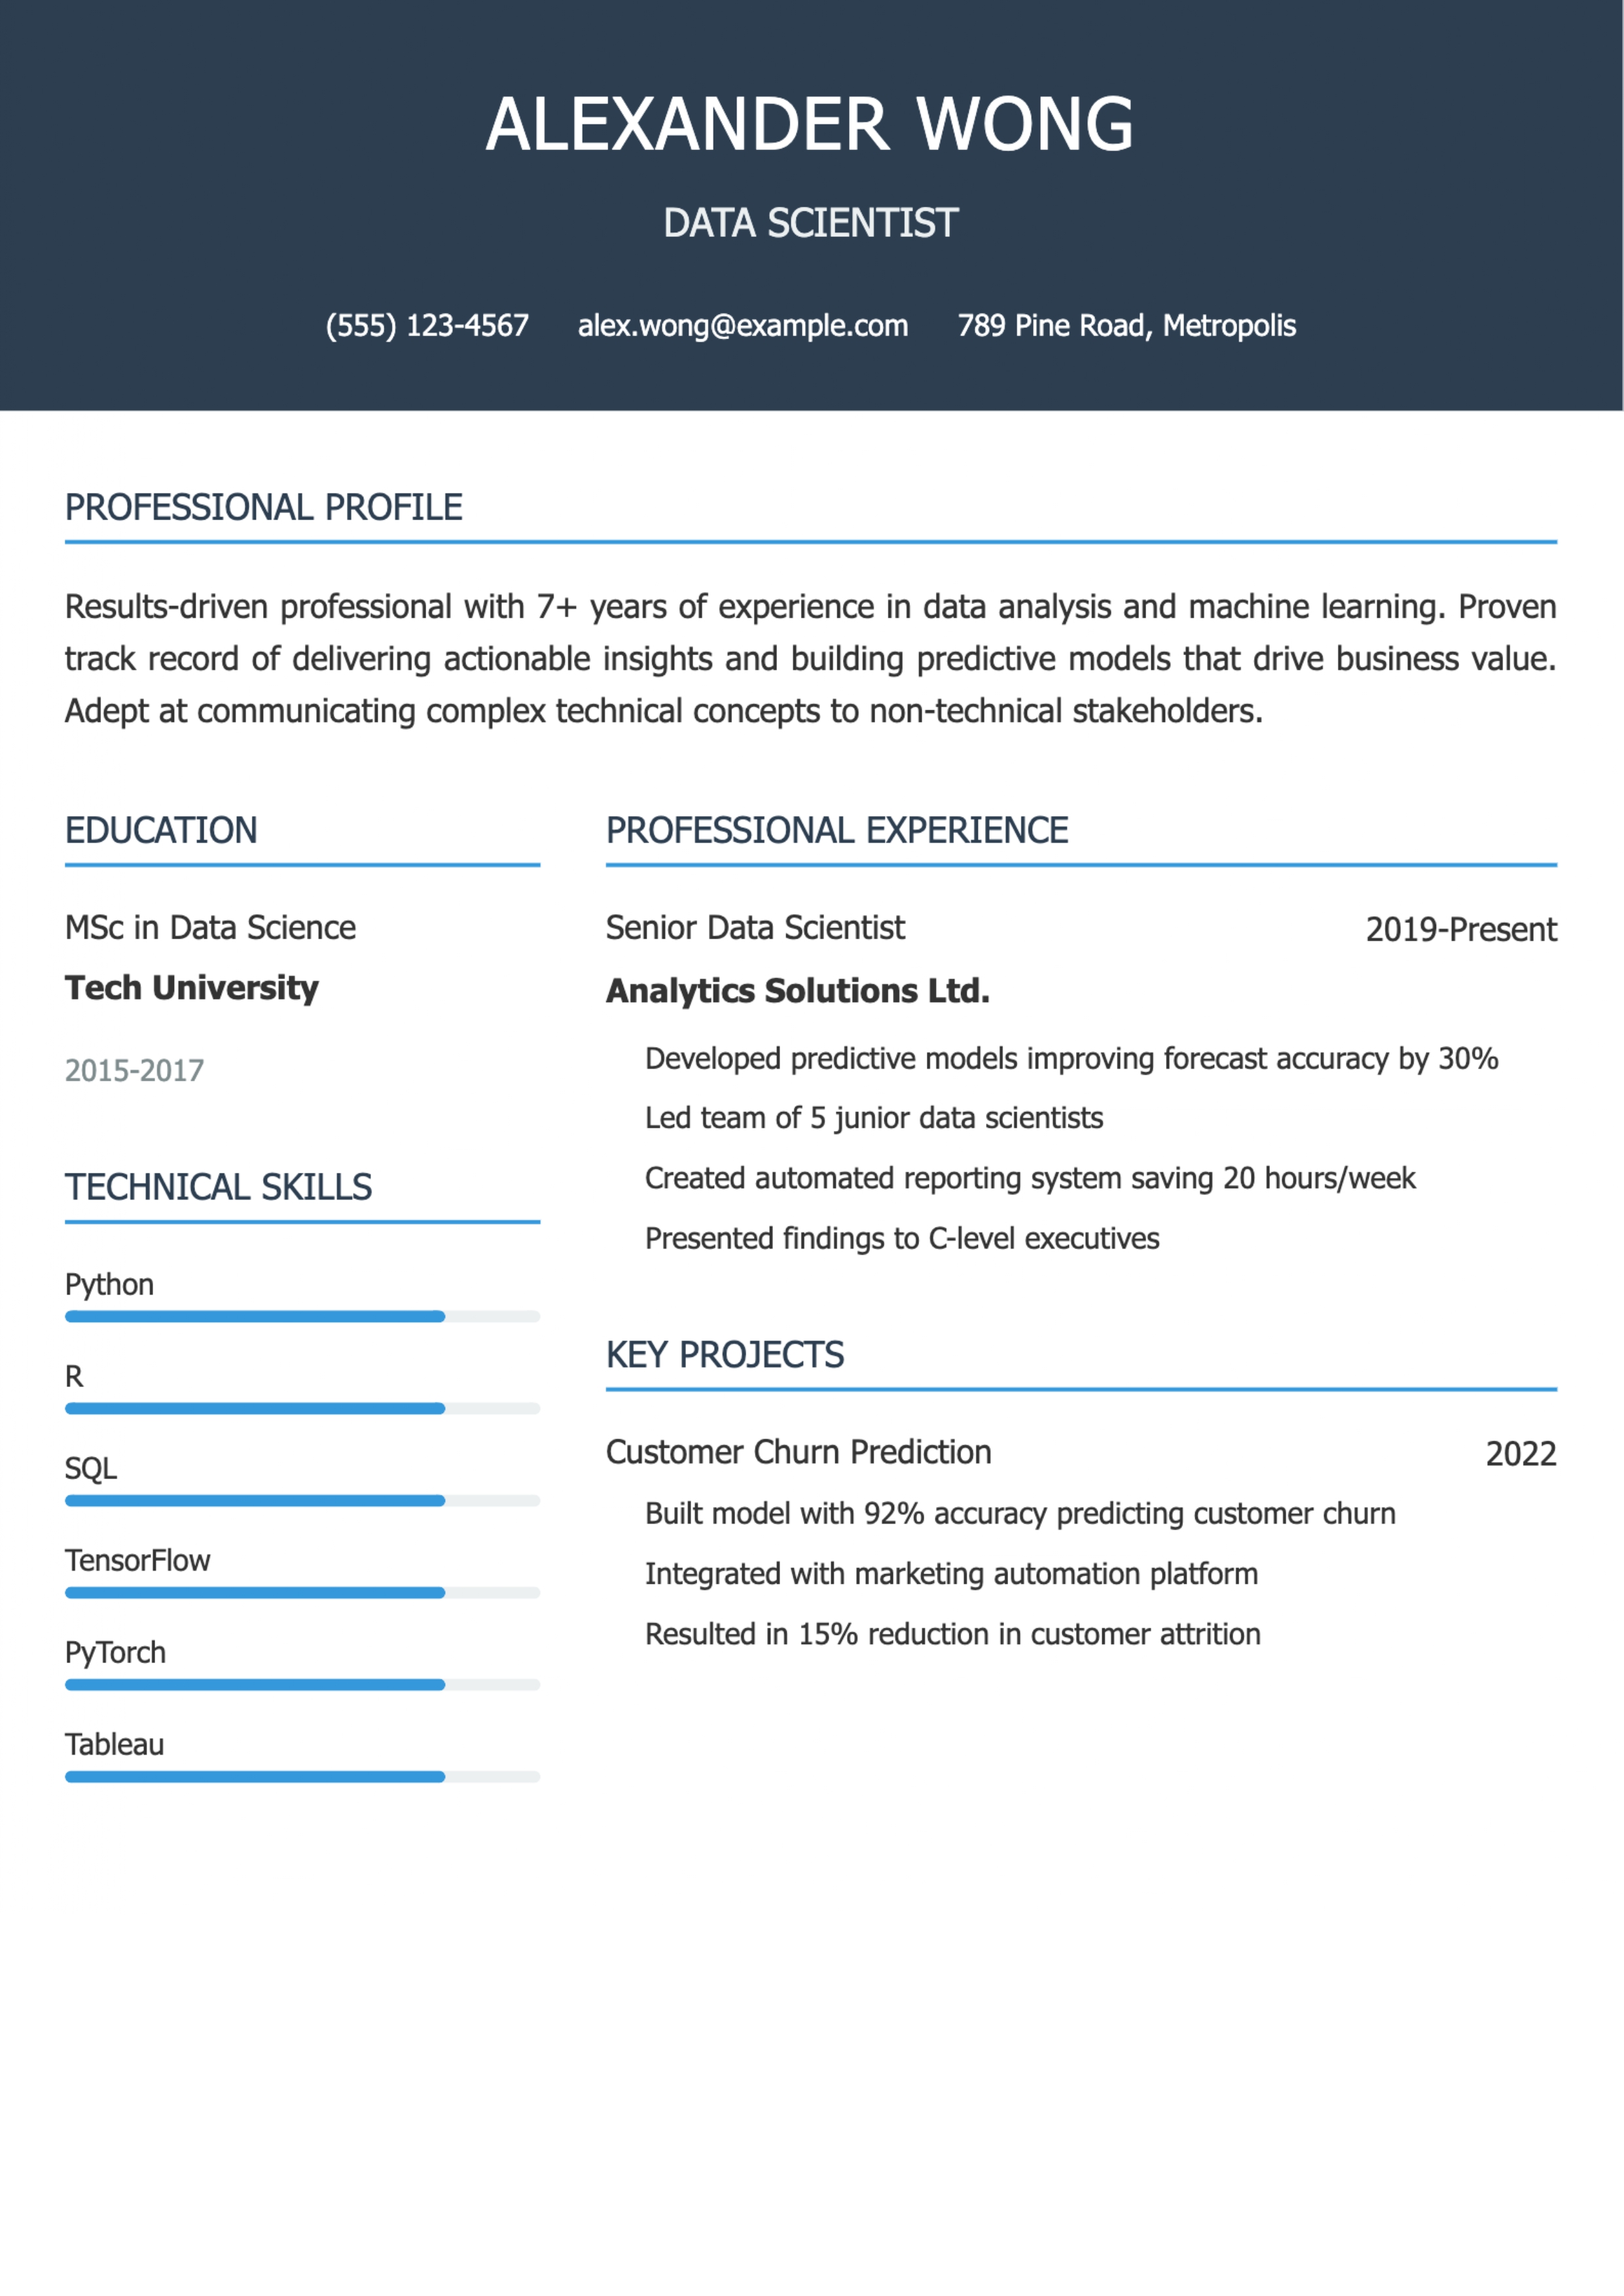 ALEXANDER WONG
DATA SCIENTIST
(555) 123-4567 alex.wong@example.com 789 Pine Road, Metropolis
PROFESSIONAL PROFILE
Results-driven professional with 7+ years of experience in data analysis and machine learning. Proven
track record of delivering actionable insights and building predictive models that drive business value.
Adept at communicating complex technical concepts to non-technical stakeholders.
EDUCATION
MSc in Data Science
Tech University
2015-2017
TECHNICAL SKILLS
Python
R
SQL
TensorFlow
PyTorch
Tableau
PROFESSIONAL EXPERIENCE
Senior Data Scientist 2019-Present
Analytics Solutions Ltd.
Developed predictive models improving forecast accuracy by 30%
Led team of 5 junior data scientists
Created automated reporting system saving 20 hours/week
Presented findings to C-level executives
KEY PROJECTS
Customer Churn Prediction 2022
Built model with 92% accuracy predicting customer churn
Integrated with marketing automation platform
Resulted in 15% reduction in customer attrition